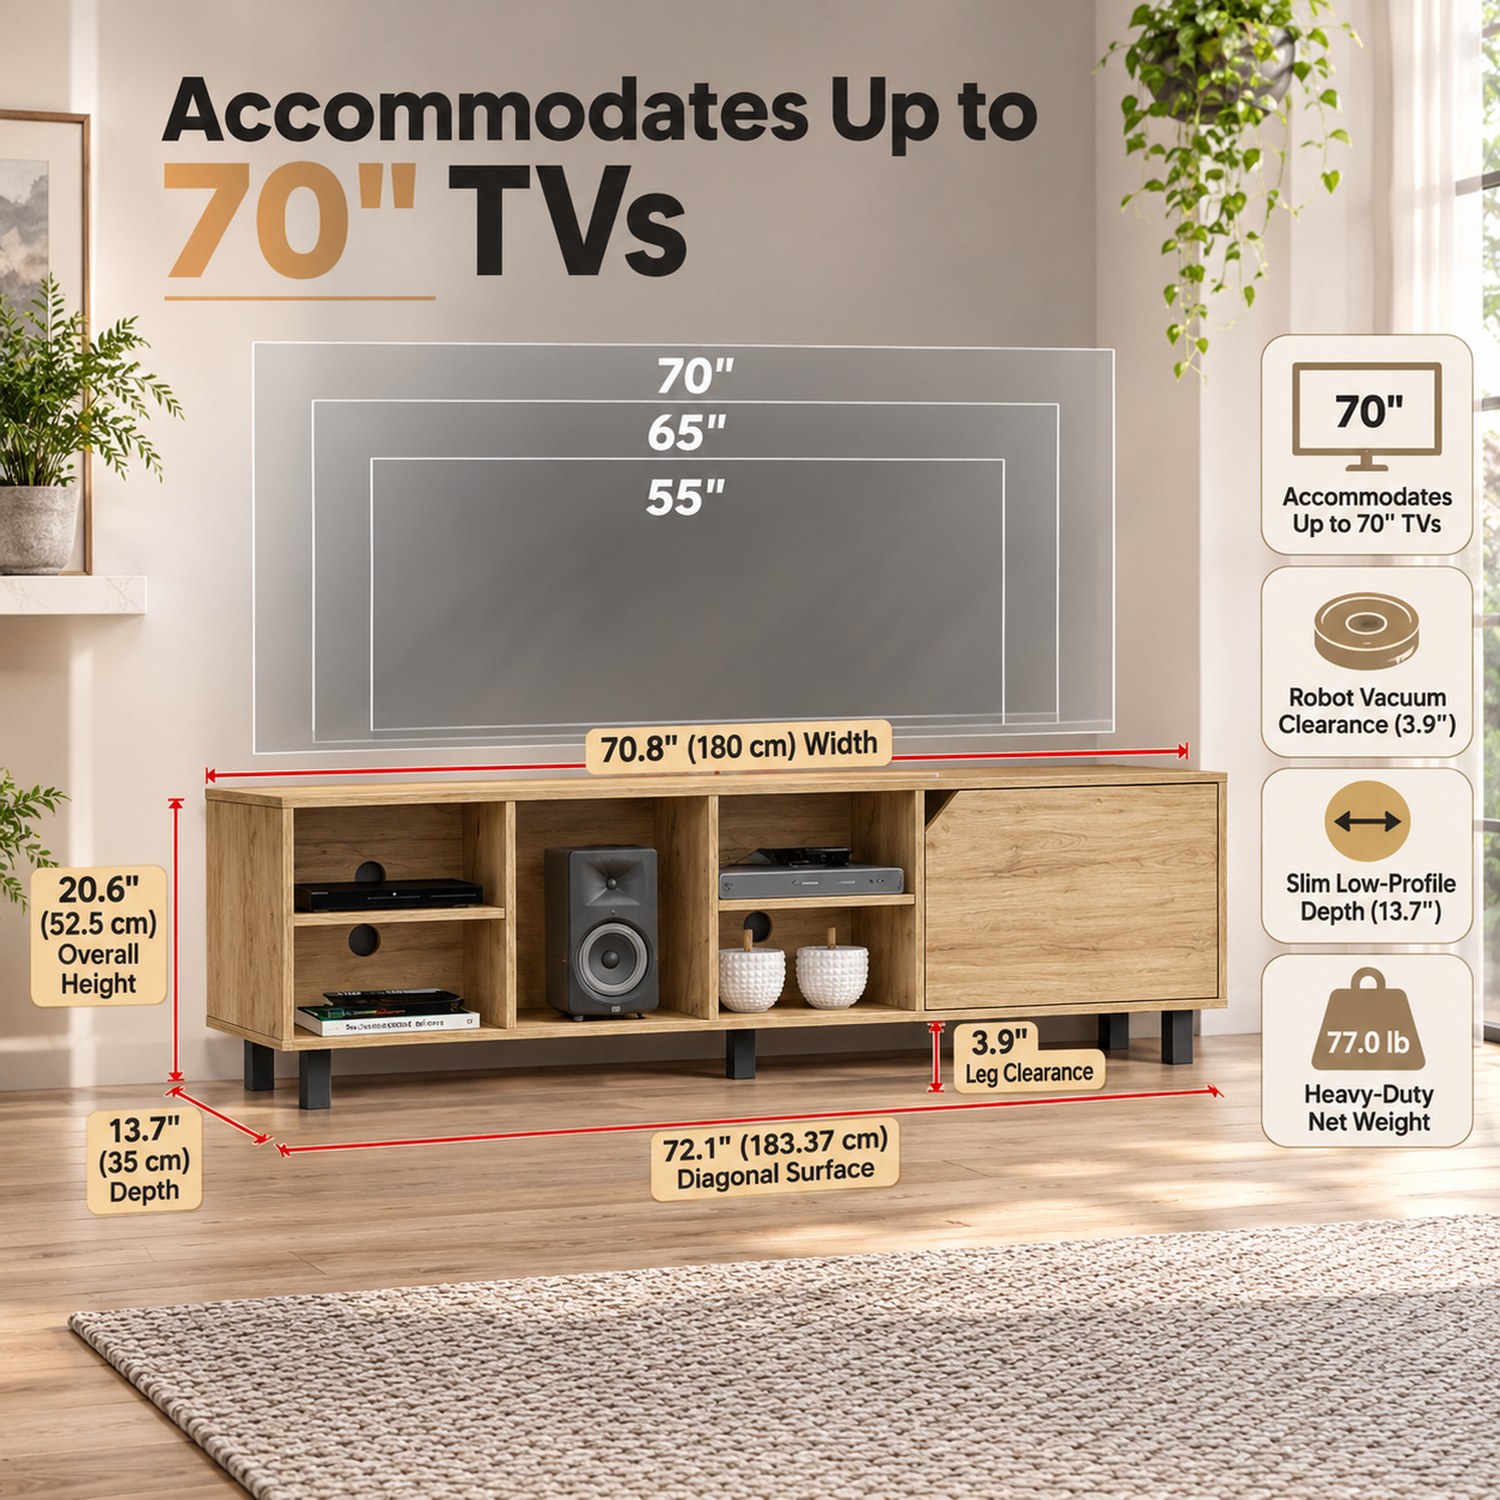 Accommodates Up to
70" TVs
70"
65"
55"
70.8" (180 cm) Width
20.6"
(52.5 cm)
Overall
Height
13.7"
(35 cm)
Depth
3.9"
Leg Clearance
72.1" (183.37 cm)
Diagonal Surface
70"
Accommodates
Up to 70" TVs
Robot Vacuum
Clearance (3.9")
Slim Low-Profile
Depth (13.7")
77.0 lb
Heavy-Duty
Net Weight